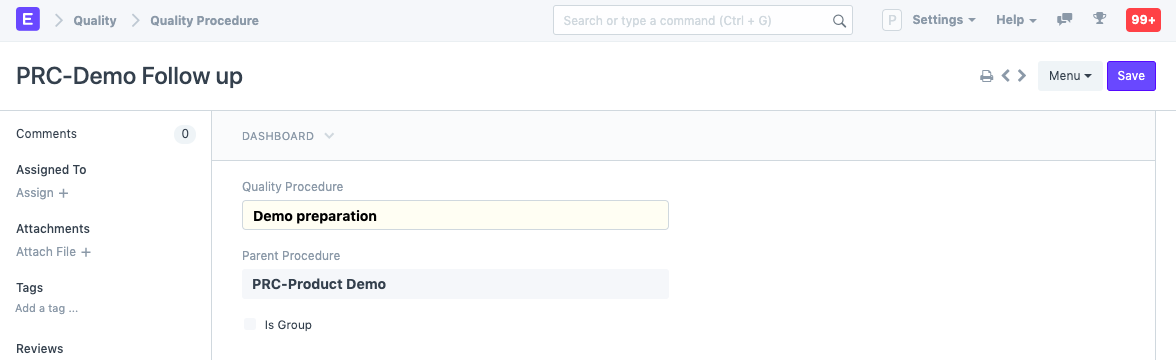 E Quality Quality Procedure Search or type a command (Ctrl + G) P Settings Help 99+
PRC-Demo Follow up Menu Save
Comments 0
DASHBOARD
Assigned To
Assign +
Quality Procedure
Demo preparation
Attachments
Attach File +
Parent Procedure
PRC-Product Demo
Tags
Add a tag ...
Is Group
Reviews